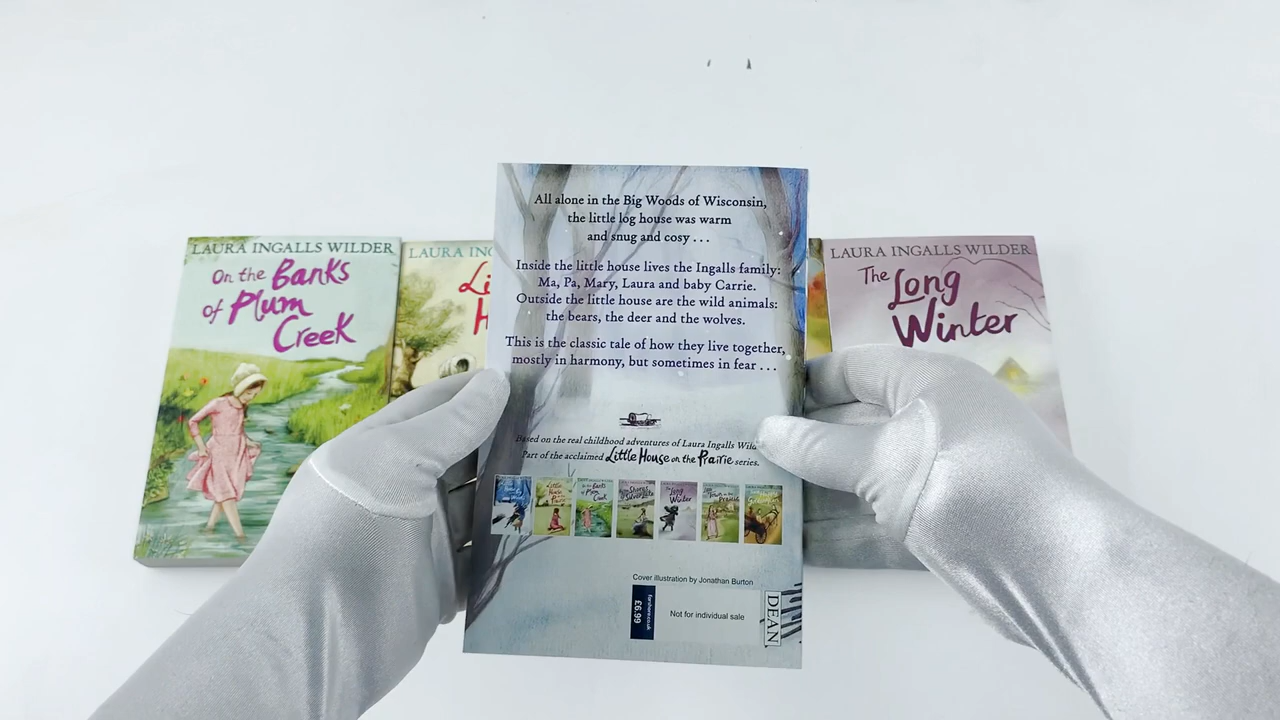 LAURA INGALLS WILDER
On the Banks
of Plum
Creek
LAURA
The Long
Winter
LAURA INGALLS WILDER
All alone in the Big Woods of Wisconsin,
the little log house was warm
and snug and cosy . . .
Inside the little house lives the Ingalls family:
Ma, Pa, Mary, Laura and baby Carrie.
Outside the little house are the wild animals:
the bears, the deer and the wolves.
This is the classic tale of how they live together,
mostly in harmony, but sometimes in fear . . .
Based on the real childhood adventures of Laura Ingalls
Part of the acclaimed Little House on the Prairie series.
Cover illustration by Jonathan Burton
farshore.co.uk
£6.99
Not for individual sale
DEAN